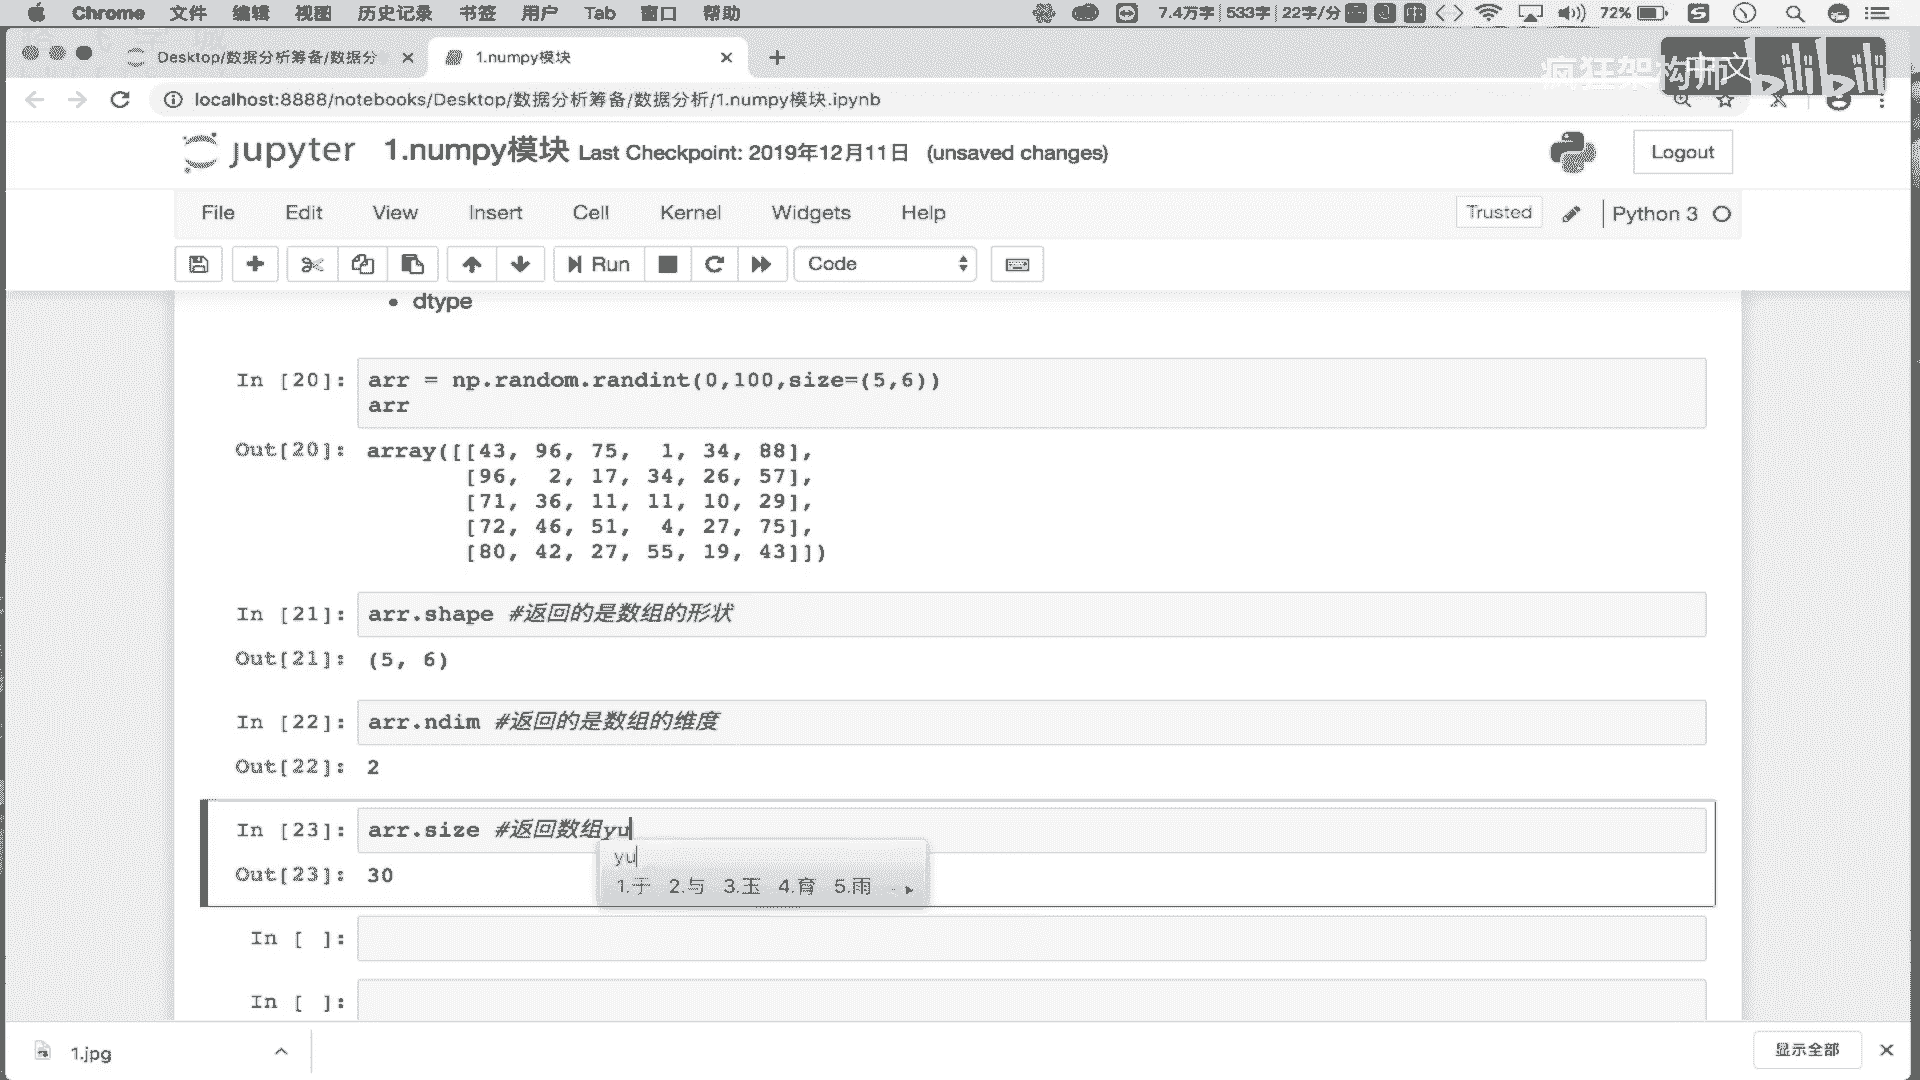 Chrome 文件 编辑 视图 历史记录 书签 用户 Tab 窗口 帮助 7.4万字 533字 22字/分 72%
Desktop/数据分析筹备/数据分 1.numpy模块
疯狂架构师 bilibili
localhost:8888/notebooks/Desktop/数据分析筹备/数据分析/1.numpy模块.ipynb
jupyter 1.numpy模块 Last Checkpoint: 2019年12月11日 (unsaved changes) Logout
File Edit View Insert Cell Kernel Widgets Help Trusted Python 3
Run Code
• dtype
In [20]: arr = np.random.randint(0,100,size=(5,6))
arr
Out[20]: array([[43, 96, 75, 1, 34, 88],
[96, 2, 17, 34, 26, 57],
[71, 36, 11, 11, 10, 29],
[72, 46, 51, 4, 27, 75],
[80, 42, 27, 55, 19, 43]])
In [21]: arr.shape #返回的是数组的形状
Out[21]: (5, 6)
In [22]: arr.ndim #返回的是数组的维度
Out[22]: 2
In [23]: arr.size #返回数组yu
yu
Out[23]: 30
1.于 2.与 3.玉 4.育 5.雨
In [ ]:
In [ ]:
1.jpg 显示全部